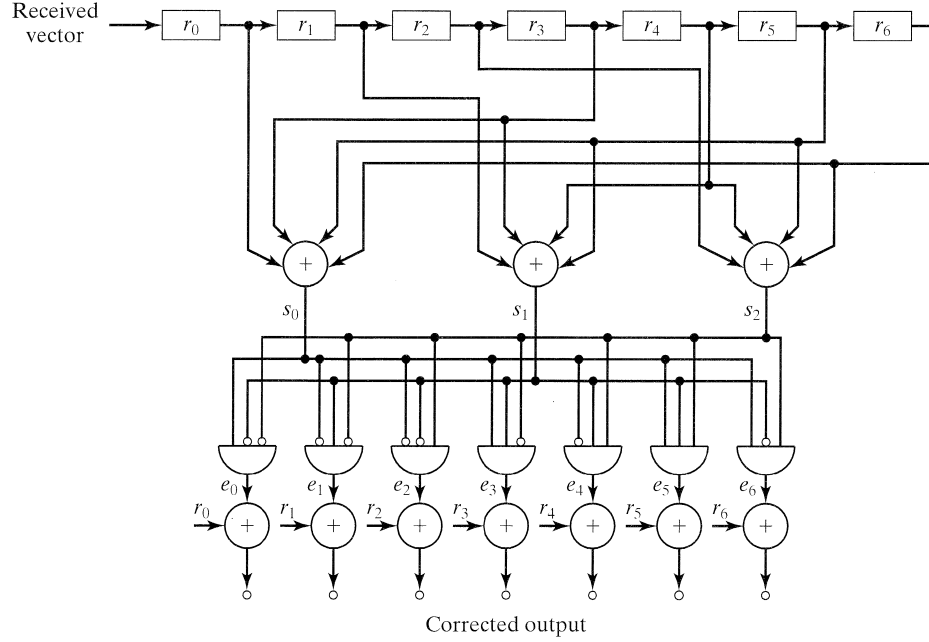 Received
vector
r₀ r₁ r₂ r₃ r₄ r₅ r₆
+ + +
s₀ s₁ s₂
e₀ e₁ e₂ e₃ e₄ e₅ e₆
r₀ r₁ r₂ r₃ r₄ r₅ r₆
+ + + + + + +
Corrected output